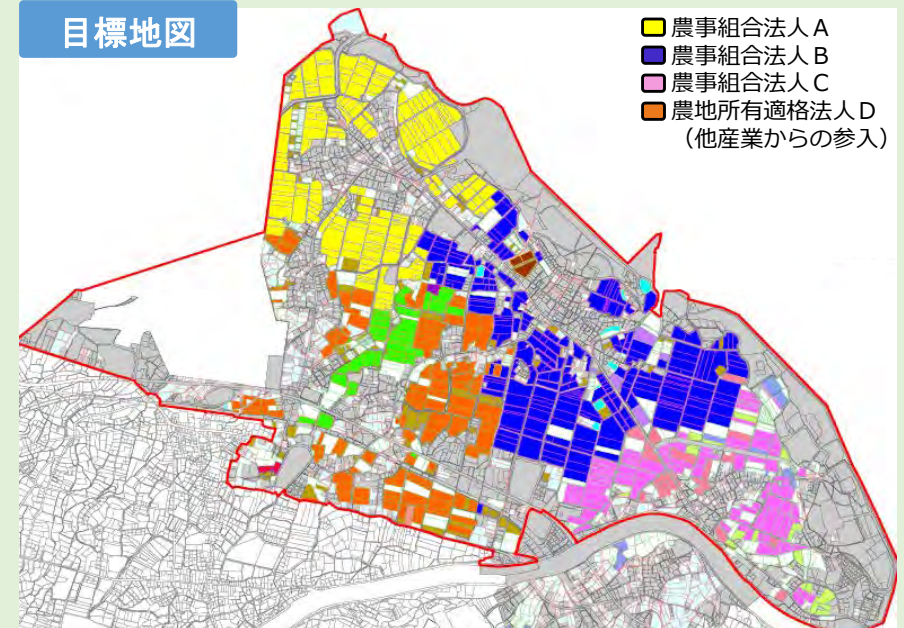 目標地図
農事組合法人A
農事組合法人B
農事組合法人C
農地所有適格法人D
（他産業からの参入）